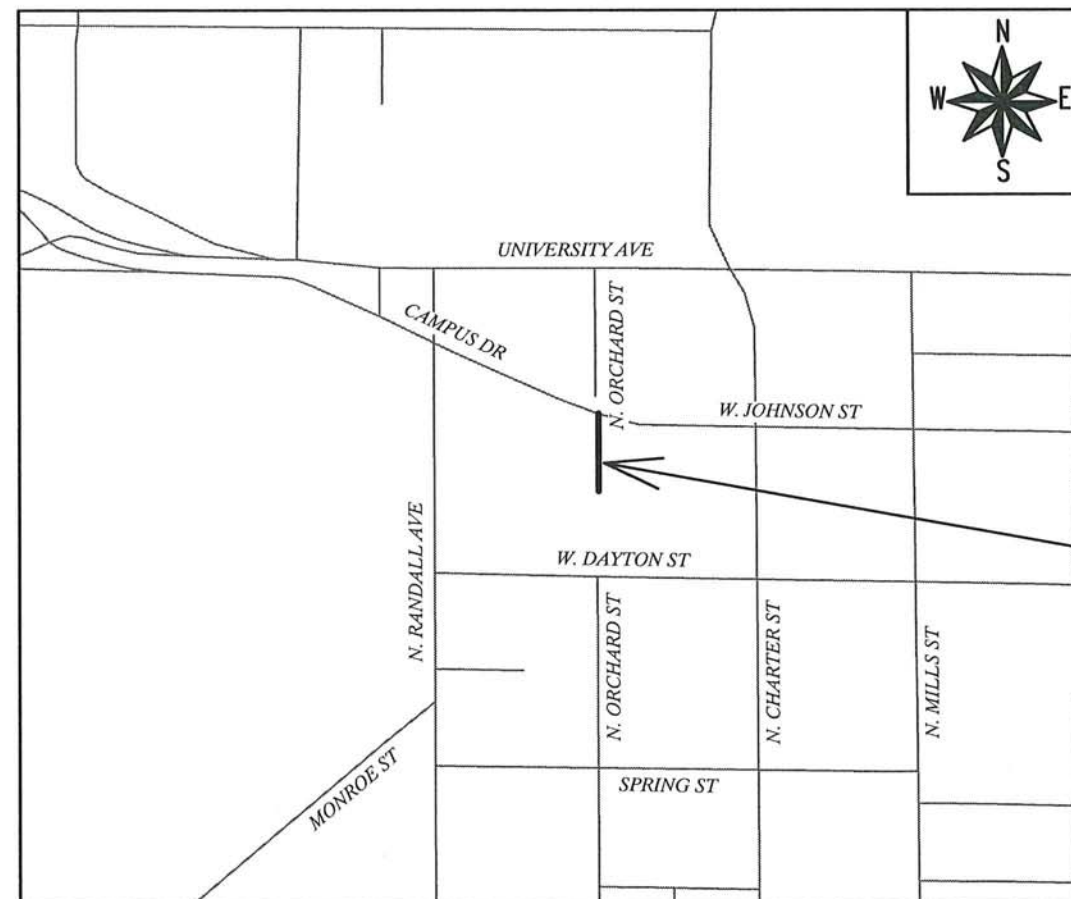 N
W E
S
UNIVERSITY AVE
CAMPUS DR
N. ORCHARD ST
W. JOHNSON ST
W. DAYTON ST
N. RANDALL AVE
N. ORCHARD ST
N. CHARTER ST
N. MILLS ST
MONROE ST
SPRING ST